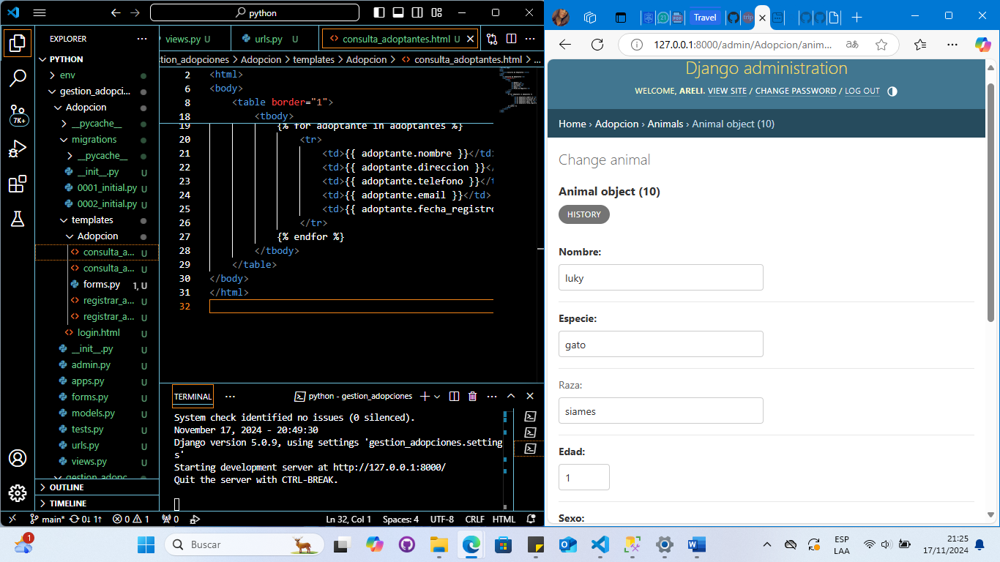 python
EXPLORER
PYTHON
env
gestion_adopci...
Adopcion
__pycache__
migrations
__pycache__
__init__.py U
0001_initial.py U
0002_initial.py U
templates
Adopcion
consulta_a... U
consulta_a... U
forms.py 1, U
registrar_a... U
registrar_a... U
login.html U
__init__.py U
admin.py U
apps.py U
forms.py U
models.py U
tests.py U
urls.py U
views.py U
gestion_adopc
OUTLINE
TIMELINE
7K+
views.py U
urls.py U
consulta_adoptantes.html U
gestion_adopciones > Adopcion > templates > Adopcion > consulta_adoptantes.html > ...
2 <html>
6 <body>
8 <table border="1">
18 <tbody>
19 {% for adoptante in adoptantes %}
20 <tr>
21 <td>{{ adoptante.nombre }}</td>
22 <td>{{ adoptante.direccion }}</
23 <td>{{ adoptante.telefono }}</t
24 <td>{{ adoptante.email }}</td>
25 <td>{{ adoptante.fecha_registro
26 </tr>
27 {% endfor %}
28 </tbody>
29 </table>
30 </body>
31 </html>
32
TERMINAL
python - gestion_adopciones
System check identified no issues (0 silenced).
November 17, 2024 - 20:49:30
Django version 5.0.9, using settings 'gestion_adopciones.setting
s'
Starting development server at http://127.0.0.1:8000/
Quit the server with CTRL-BREAK.
main* 0↓ 1↑ 0 1 0 Ln 32, Col 1 Spaces: 4 UTF-8 CRLF HTML
Travel
127.0.0.1:8000/admin/Adopcion/anim...
Django administration
WELCOME, ARELI. VIEW SITE / CHANGE PASSWORD / LOG OUT
Home › Adopcion › Animals › Animal object (10)
Change animal
Animal object (10)
HISTORY
Nombre:
luky
Especie:
gato
Raza:
siames
Edad:
1
Sexo:
1
Buscar
ESP
LAA
21:25
17/11/2024